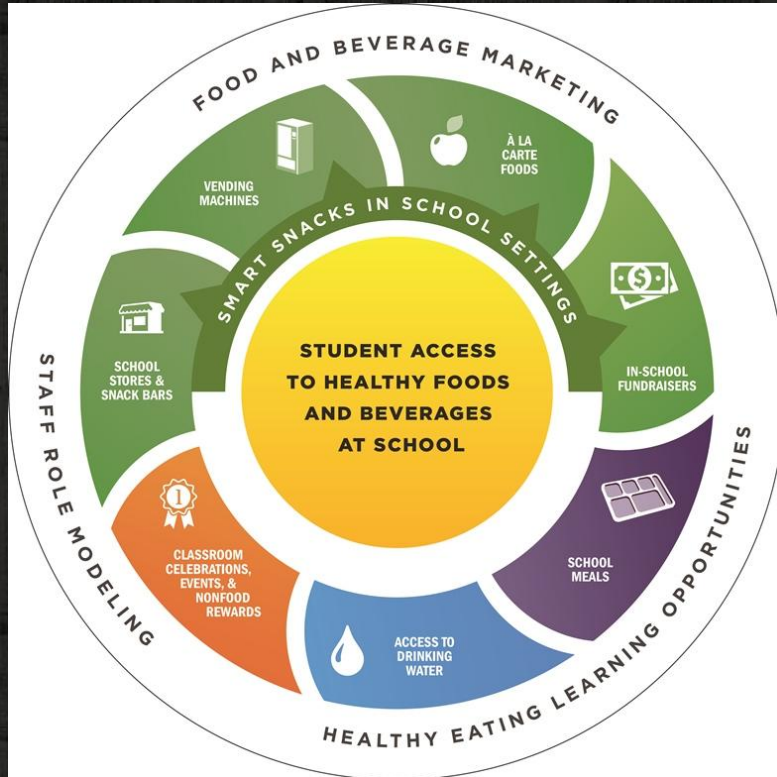 FOOD AND BEVERAGE MARKETING
VENDING
MACHINES
À LA
CARTE
FOODS
SMART SNACKS IN SCHOOL SETTINGS
SCHOOL
STORES &
SNACK BARS
IN-SCHOOL
FUNDRAISERS
STUDENT ACCESS
TO HEALTHY FOODS
AND BEVERAGES
AT SCHOOL
1
CLASSROOM
CELEBRATIONS,
EVENTS, &
NONFOOD
REWARDS
ACCESS TO
DRINKING
WATER
SCHOOL
MEALS
STAFF ROLE MODELING
HEALTHY EATING LEARNING OPPORTUNITIES
$